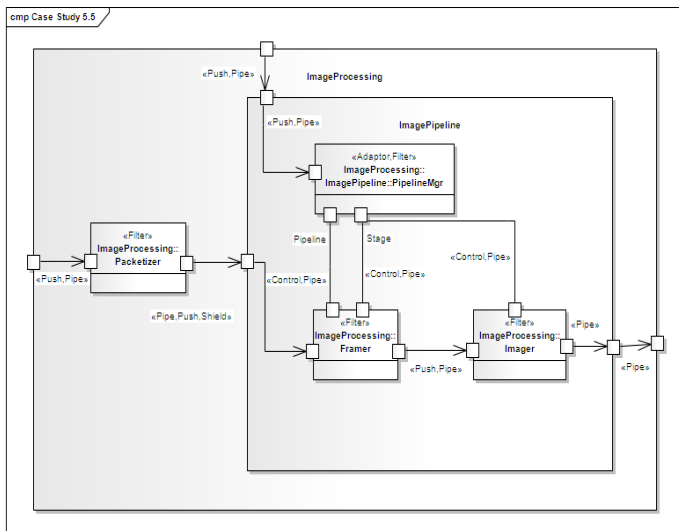 cmp Case Study 5.5
«Push,Pipe»
ImageProcessing
«Push,Pipe»
ImagePipeline
«Adaptor,Filter»
ImageProcessing::
ImagePipeline::PipelineMgr
Pipeline
Stage
«Filter»
ImageProcessing::
Packetizer
«Push,Pipe»
«Pipe,Push,Shield»
«Control,Pipe»
«Control,Pipe»
«Control,Pipe»
«Filter»
ImageProcessing::
Framer
«Push,Pipe»
«Filter»
ImageProcessing::
Imager
«Pipe»
«Pipe»